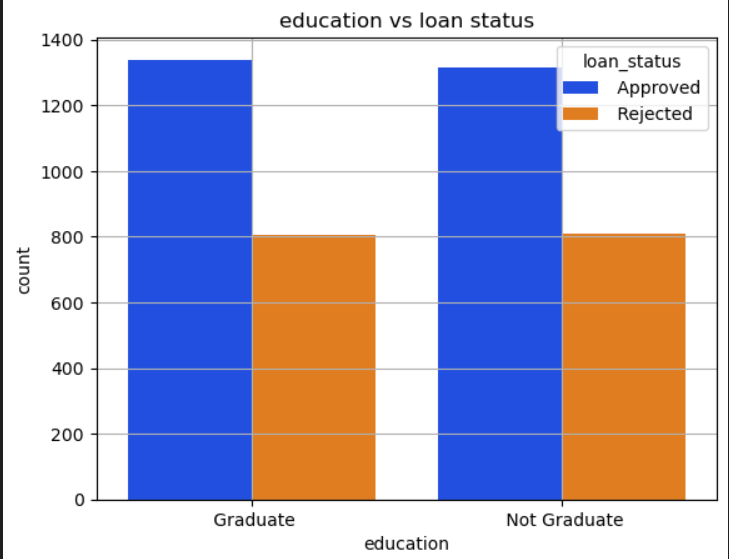 education vs loan status
1400
1200
1000
800
600
400
200
0
count
loan_status
Approved
Rejected
Graduate
Not Graduate
education